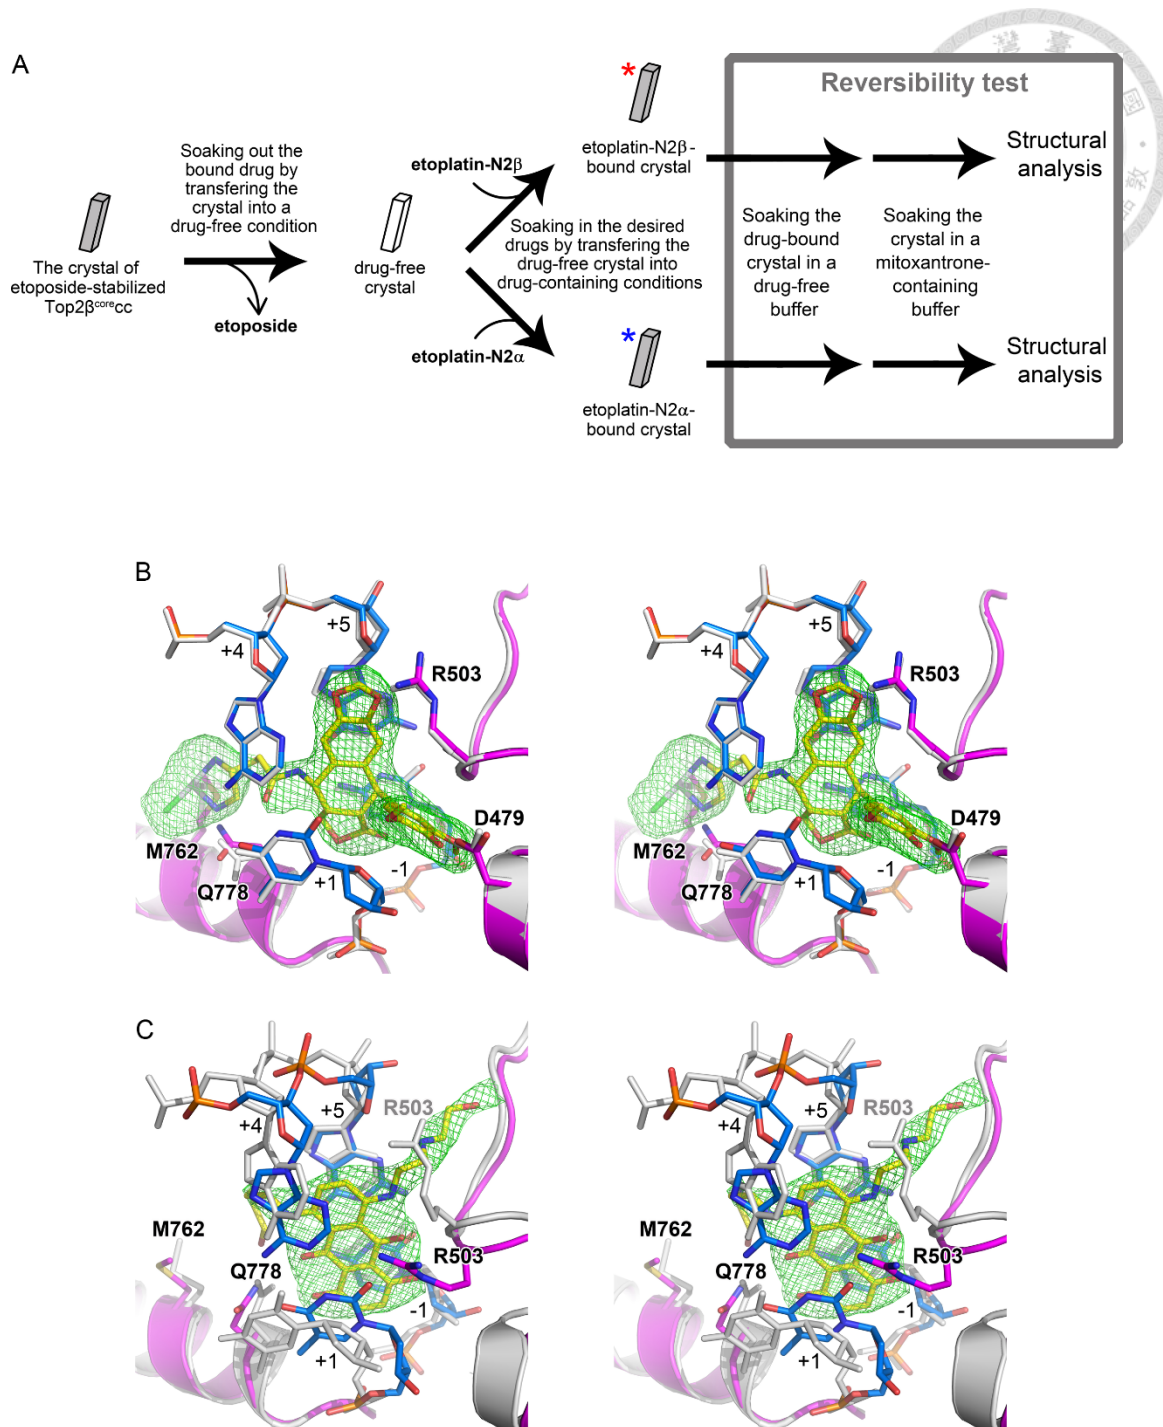 A
Reversibility test
Soaking out the
bound drug by
transfering the
crystal into a
drug-free condition
The crystal of
etoposide-stabilized
Top2β^core cc
etoposide
drug-free
crystal
etoplatin-N2β
Soaking in the desired
drugs by transfering the
drug-free crystal into
drug-containing conditions
etoplatin-N2α
*
etoplatin-N2β-
bound crystal
*
etoplatin-N2α-
bound crystal
Soaking the
drug-bound
crystal in a
drug-free
buffer
Soaking the
crystal in a
mitoxantrone-
containing
buffer
Structural
analysis
Structural
analysis
B
+4
+5
R503
D479
M762
Q778
+1
-1
+4
+5
R503
D479
M762
Q778
+1
-1
C
+4
+5
R503
M762
Q778
R503
-1
+1
+4
+5
R503
M762
Q778
R503
-1
+1